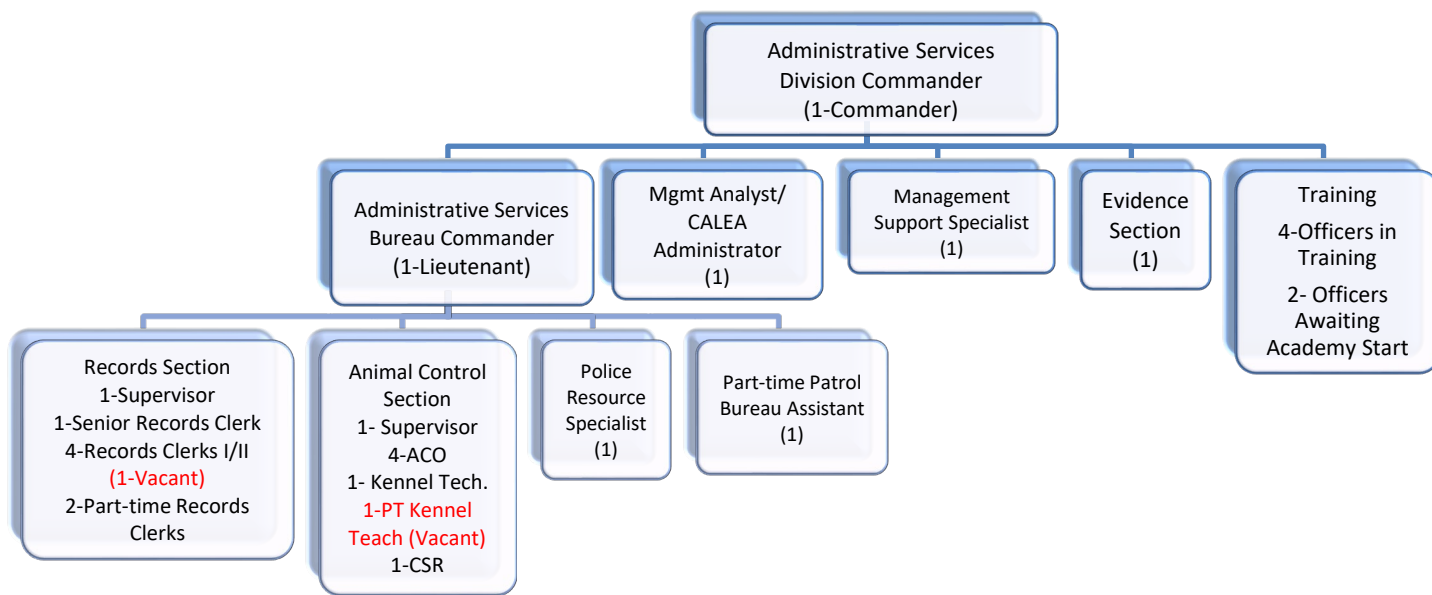 Administrative Services
Division Commander
(1-Commander)
Administrative Services
Bureau Commander
(1-Lieutenant)
Mgmt Analyst/
CALEA
Administrator
(1)
Management
Support Specialist
(1)
Evidence
Section
(1)
Training
4-Officers in
Training
2- Officers
Awaiting
Academy Start
Records Section
1-Supervisor
1-Senior Records Clerk
4-Records Clerks I/II
(1-Vacant)
2-Part-time Records
Clerks
Animal Control
Section
1- Supervisor
4-ACO
1- Kennel Tech.
1-PT Kennel
Teach (Vacant)
1-CSR
Police
Resource
Specialist
(1)
Part-time Patrol
Bureau Assistant
(1)